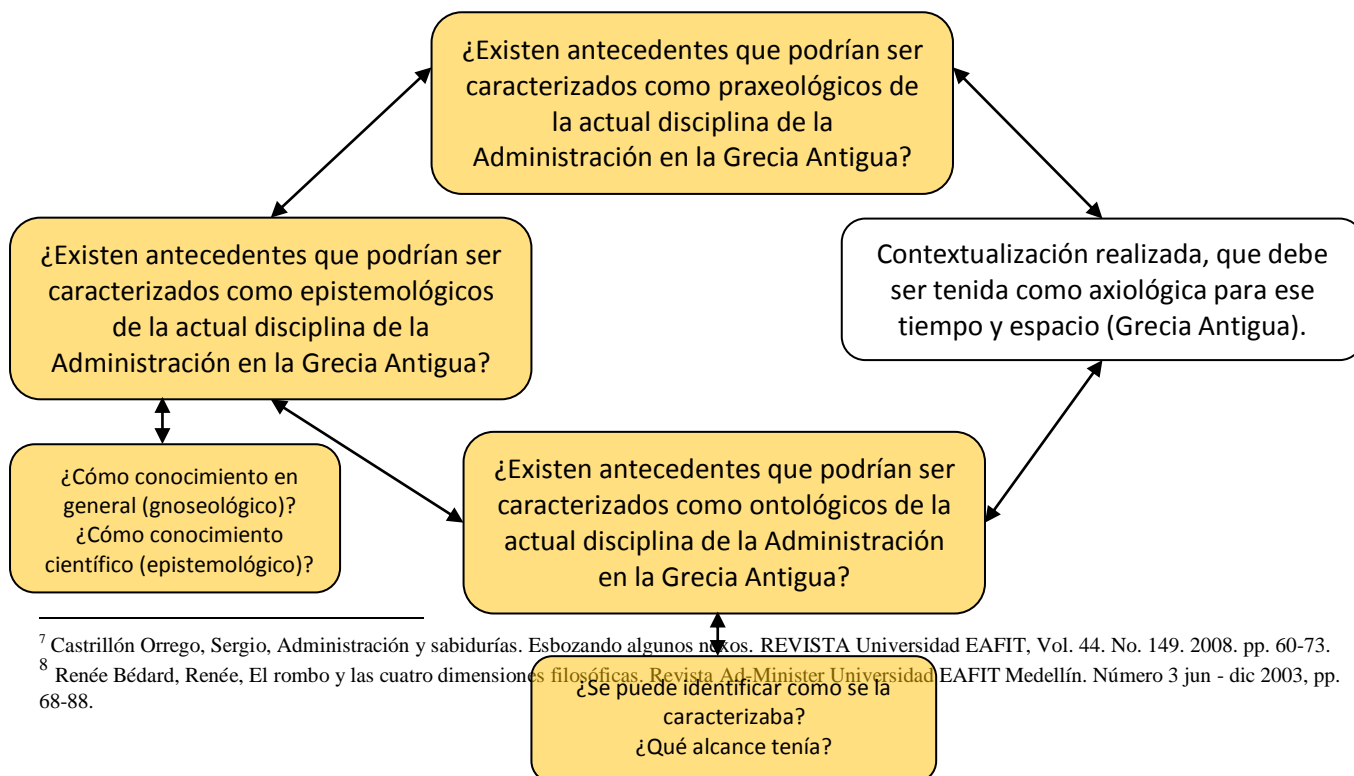 ¿Existen antecedentes que podrían ser
caracterizados como praxeológicos de
la actual disciplina de la
Administración en la Grecia Antigua?
¿Existen antecedentes que podrían ser
caracterizados como epistemológicos
de la actual disciplina de la
Administración en la Grecia Antigua?
Contextualización realizada, que debe
ser tenida como axiológica para ese
tiempo y espacio (Grecia Antigua).
¿Cómo conocimiento en
general (gnoseológico)?
¿Cómo conocimiento
científico (epistemológico)?
¿Existen antecedentes que podrían ser
caracterizados como ontológicos de la
actual disciplina de la Administración
en la Grecia Antigua?
7 Castrillón Orrego, Sergio, Administración y sabidurías. Esbozando algunos nexos. REVISTA Universidad EAFIT, Vol. 44. No. 149. 2008. pp. 60-73.
8 Renée Bédard, Renée, El rombo y las cuatro dimensiones filosóficas. Revista Ad-Minister Universidad EAFIT Medellín. Número 3 jun - dic 2003, pp.
68-88.
¿Se puede identificar como se la
caracterizaba?
¿Qué alcance tenía?